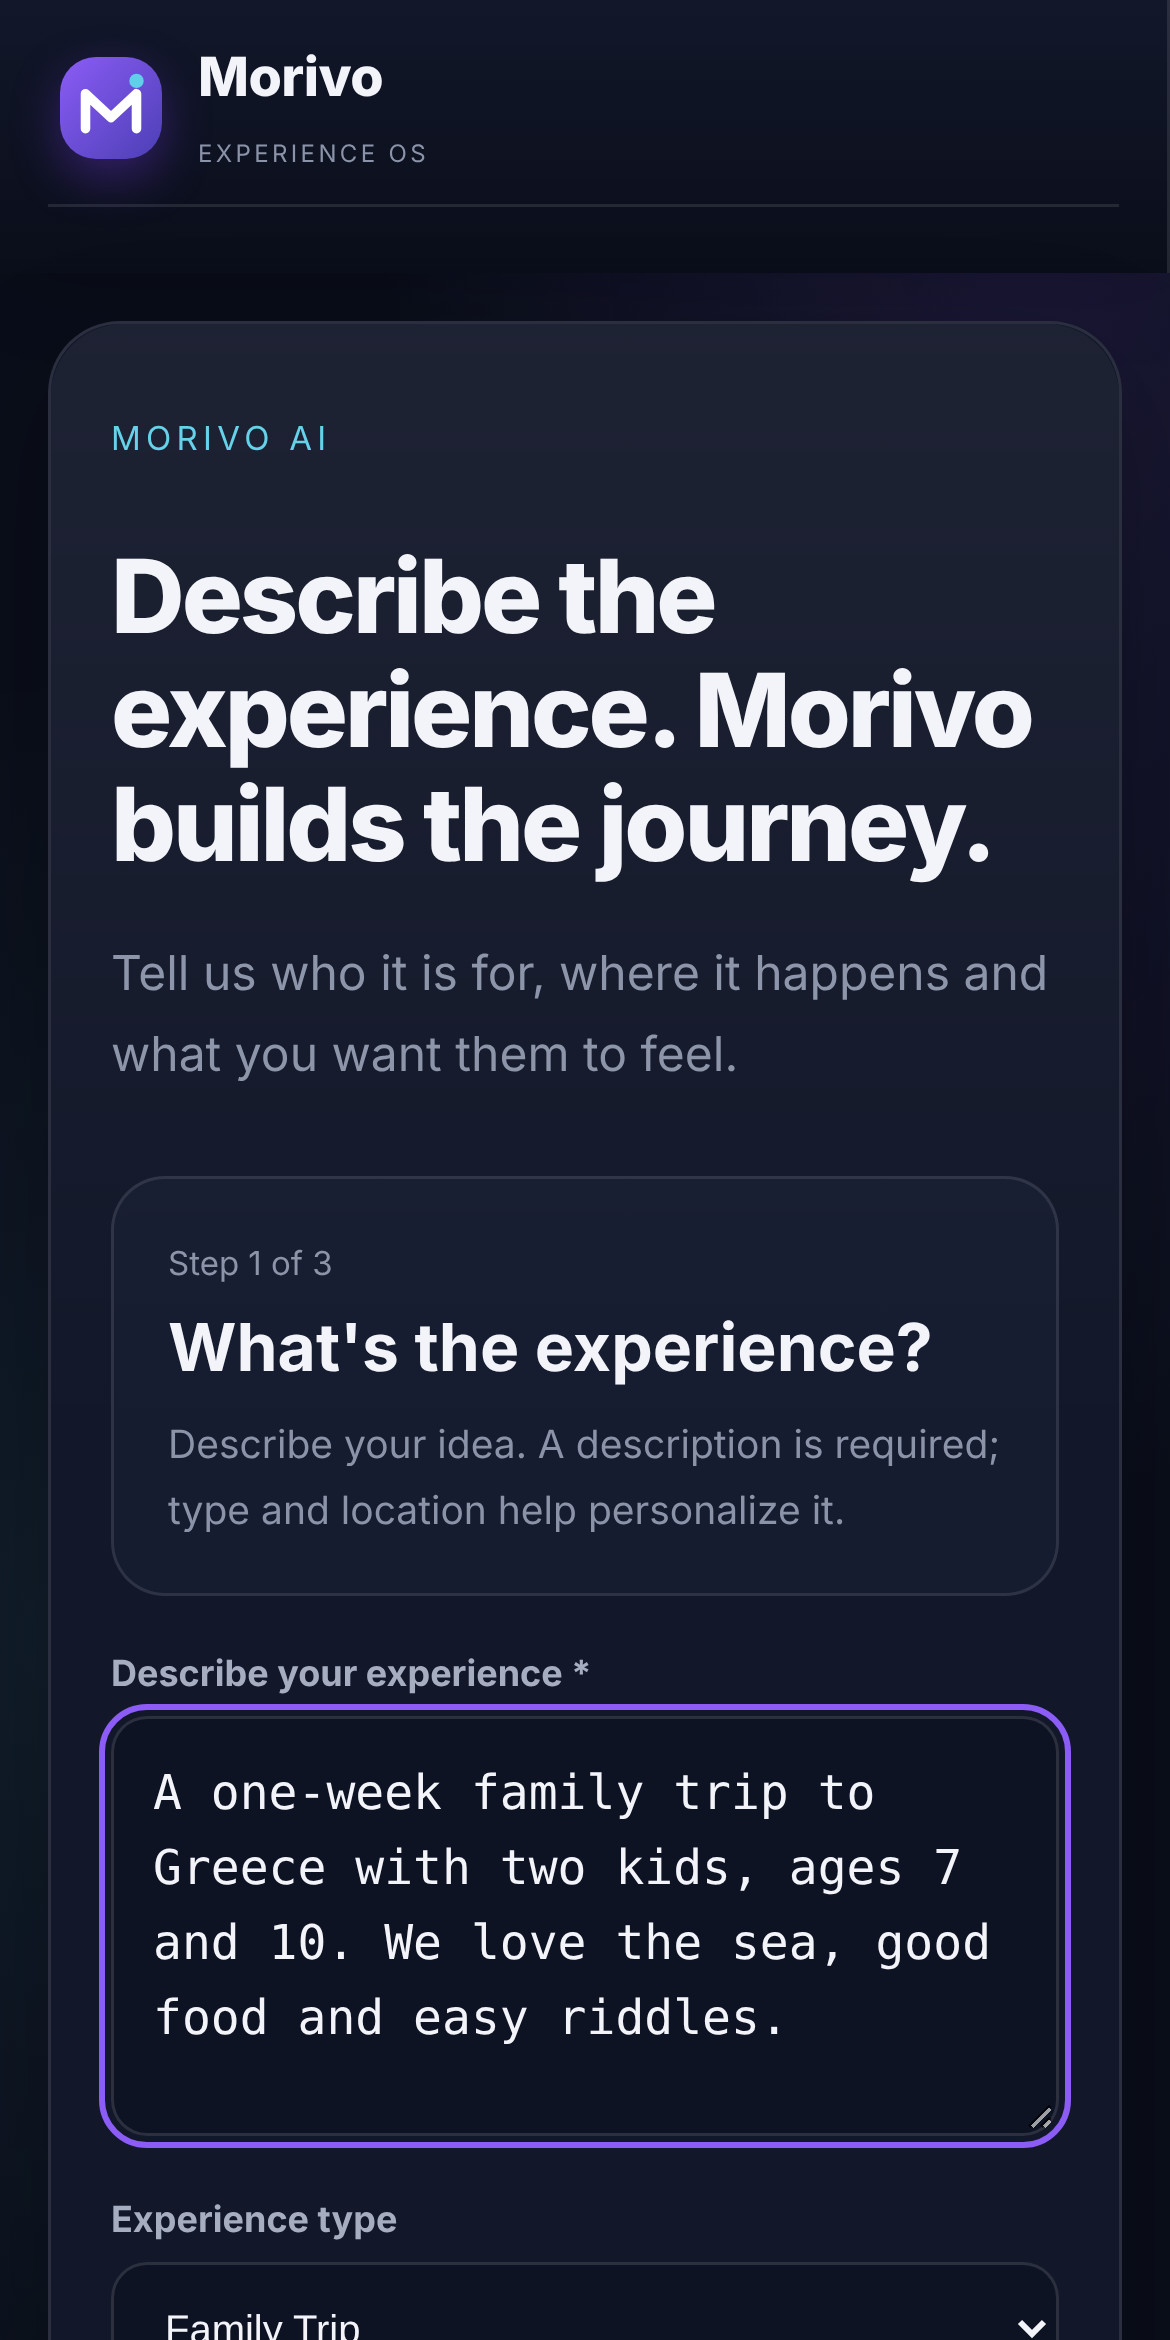 Morivo
EXPERIENCE OS
MORIVO AI
Describe the
experience. Morivo
builds the journey.
Tell us who it is for, where it happens and
what you want them to feel.
Step 1 of 3
What's the experience?
Describe your idea. A description is required;
type and location help personalize it.
Describe your experience *
A one-week family trip to
Greece with two kids, ages 7
and 10. We love the sea, good
food and easy riddles.
Experience type
Family Trip